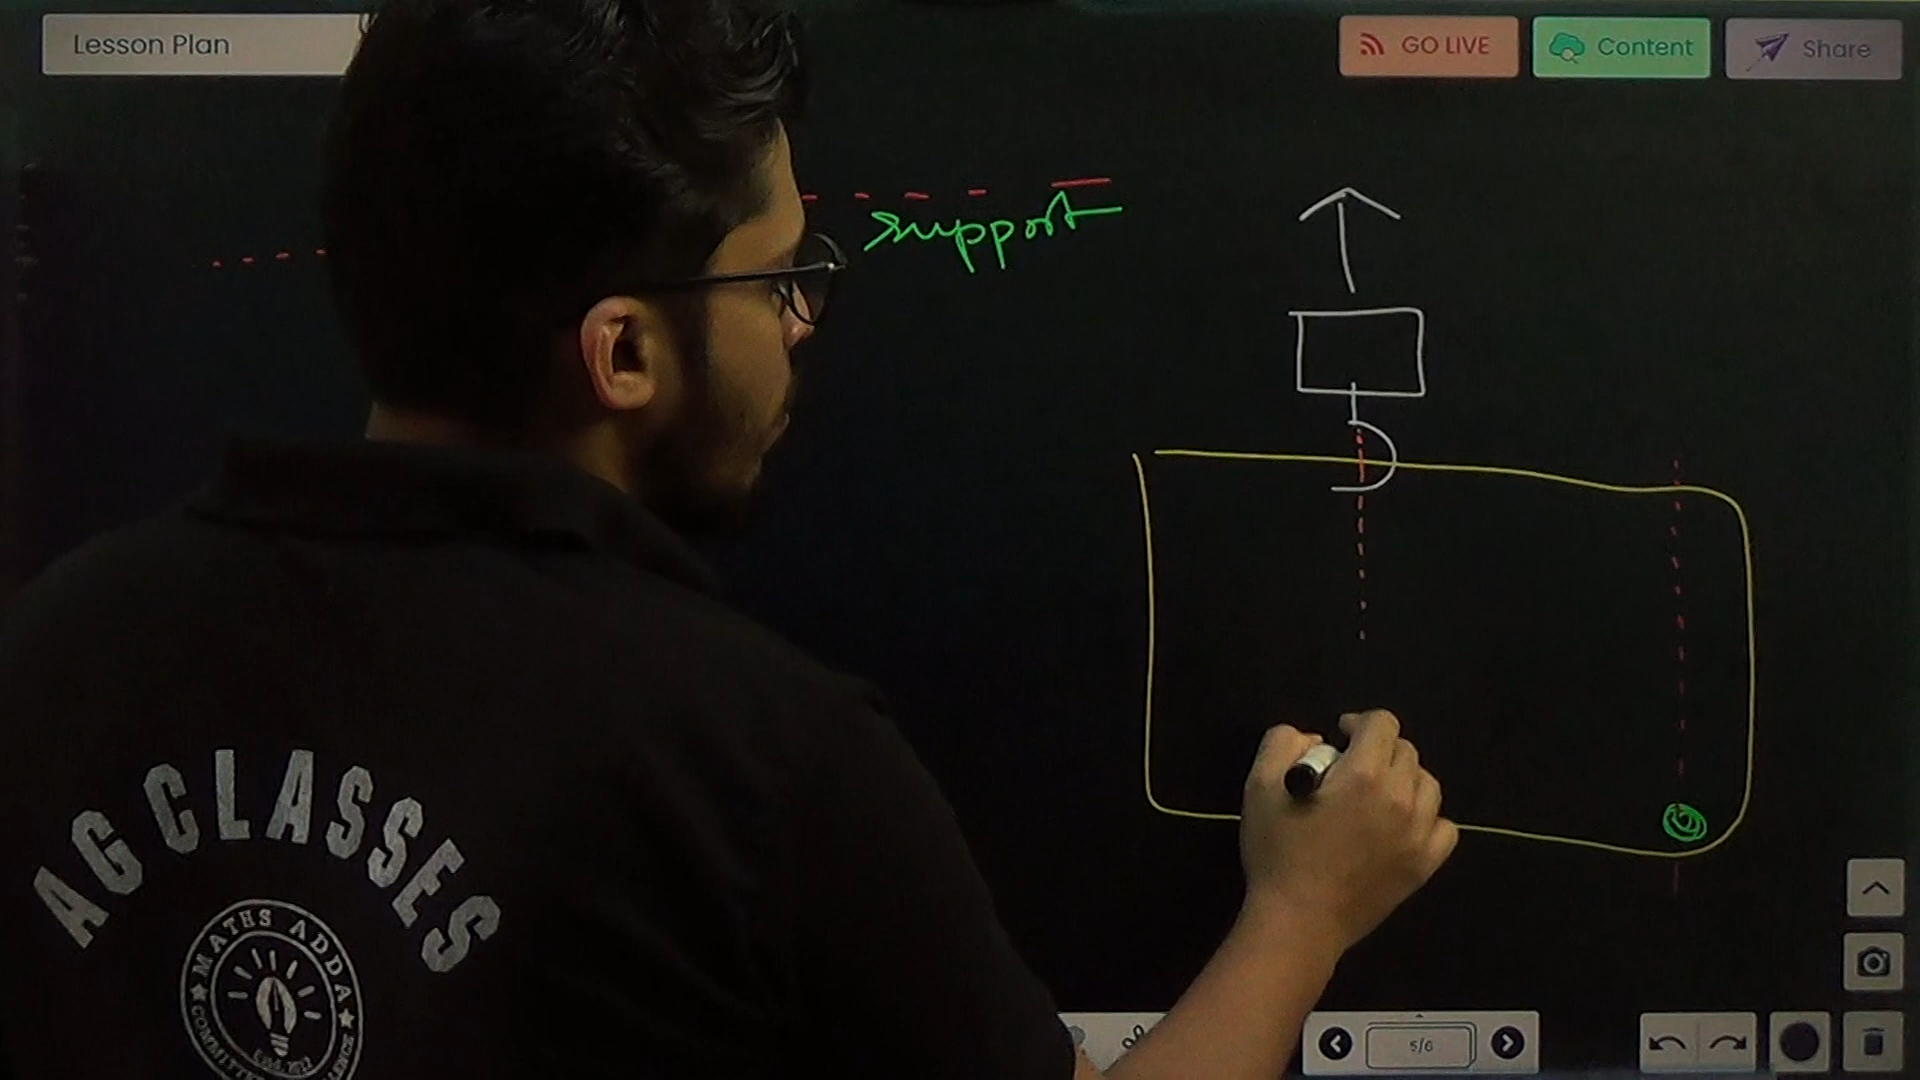 Lesson Plan
GO LIVE
Content
Share
support
AG CLASSES
MATHS ADDA
5/6